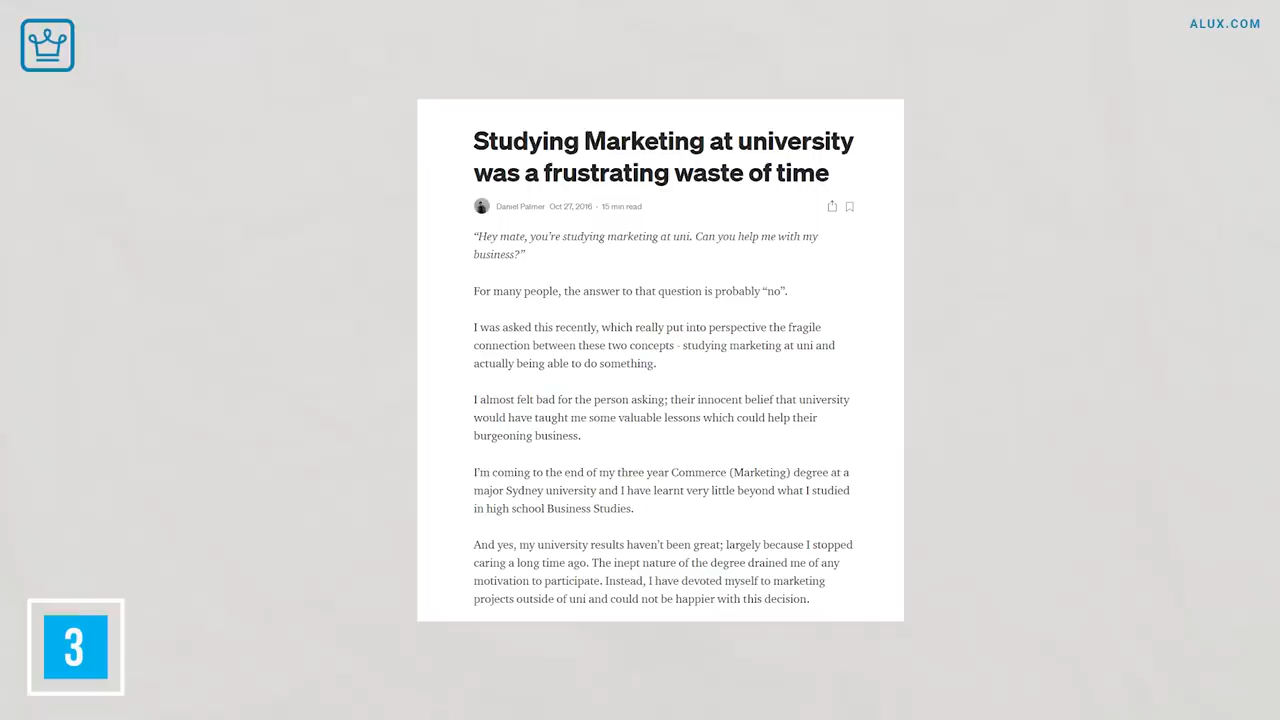 ALUX.COM
Studying Marketing at university
was a frustrating waste of time
Daniel Palmer Oct 27, 2016 · 15 min read
“Hey mate, you’re studying marketing at uni. Can you help me with my
business?”
For many people, the answer to that question is probably “no”.
I was asked this recently, which really put into perspective the fragile
connection between these two concepts - studying marketing at uni and
actually being able to do something.
I almost felt bad for the person asking; their innocent belief that university
would have taught me some valuable lessons which could help their
burgeoning business.
I’m coming to the end of my three year Commerce (Marketing) degree at a
major Sydney university and I have learnt very little beyond what I studied
in high school Business Studies.
And yes, my university results haven’t been great; largely because I stopped
caring a long time ago. The inept nature of the degree drained me of any
motivation to participate. Instead, I have devoted myself to marketing
projects outside of uni and could not be happier with this decision.
3